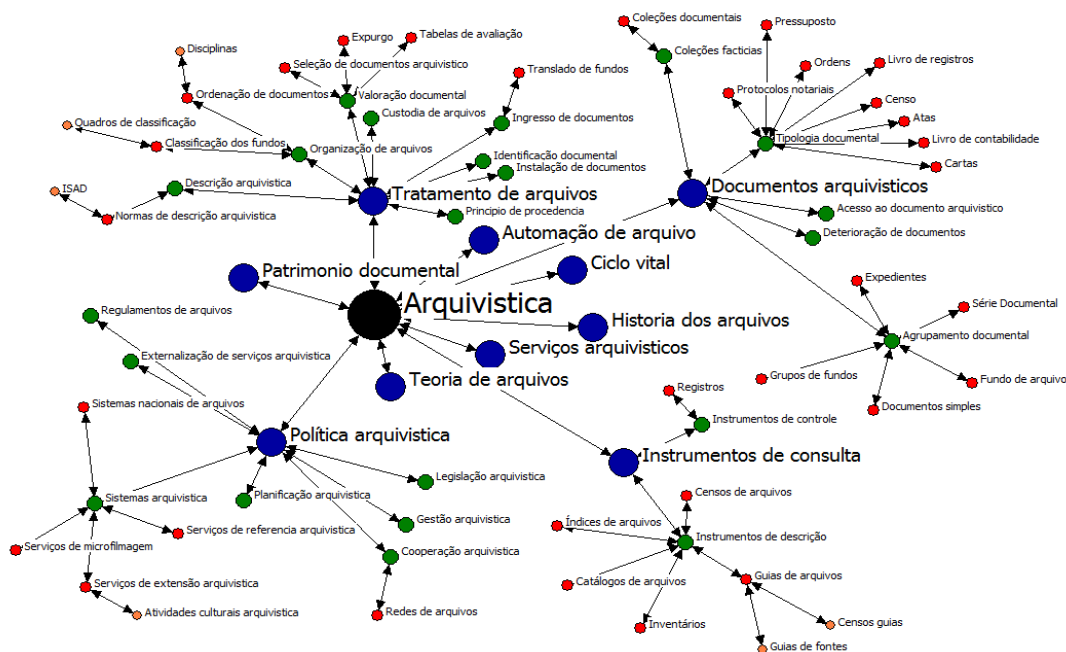 Coleções documentais
Pressuposto
Expurgo
Tabelas de avaliação
Disciplinas
Coleções facticias
Ordens
Livro de registros
Seleção de documentos arquivistico
Translado de fundos
Ordenação de documentos
Valoração documental
Protocolos notariais
Censo
Custodia de arquivos
Ingresso de documentos
Atas
Quadros de classificação
Classificação dos fundos
Organização de arquivos
Tipologia documental
Livro de contabilidade
Identificação documental
Instalação de documentos
Cartas
ISAD
Descrição arquivistica
Tratamento de arquivos
Documentos arquivisticos
Normas de descrição arquivistica
Principio de procedencia
Acesso ao documento arquivistico
Automação de arquivo
Deterioração de documentos
Patrimonio documental
Ciclo vital
Expedientes
Arquivistica
Série Documental
Regulamentos de arquivos
Historia dos arquivos
Agrupamento documental
Externalização de serviços arquivistica
Serviços arquivisticos
Teoria de arquivos
Grupos de fundos
Fundo de arquivo
Registros
Documentos simples
Sistemas nacionais de arquivos
Instrumentos de controle
Política arquivistica
Instrumentos de consulta
Legislação arquivistica
Sistemas arquivistica
Planificação arquivistica
Censos de arquivos
Gestão arquivistica
Índices de arquivos
Serviços de referencia arquivistica
Instrumentos de descrição
Serviços de microfilmagem
Cooperação arquivistica
Serviços de extensão arquivistica
Catálogos de arquivos
Guias de arquivos
Atividades culturais arquivistica
Redes de arquivos
Inventários
Censos guias
Guias de fontes